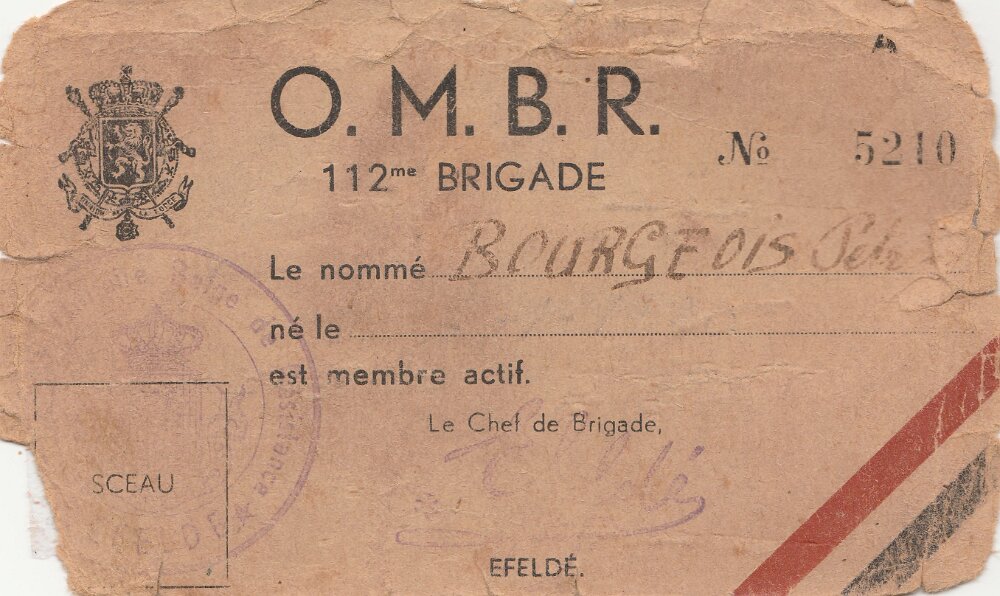 O. M. B. R.
№ 5210
112me BRIGADE
Le nommé BOURGEOIS
né le
est membre actif.
Le Chef de Brigade,
SCEAU
EFELDÉ.